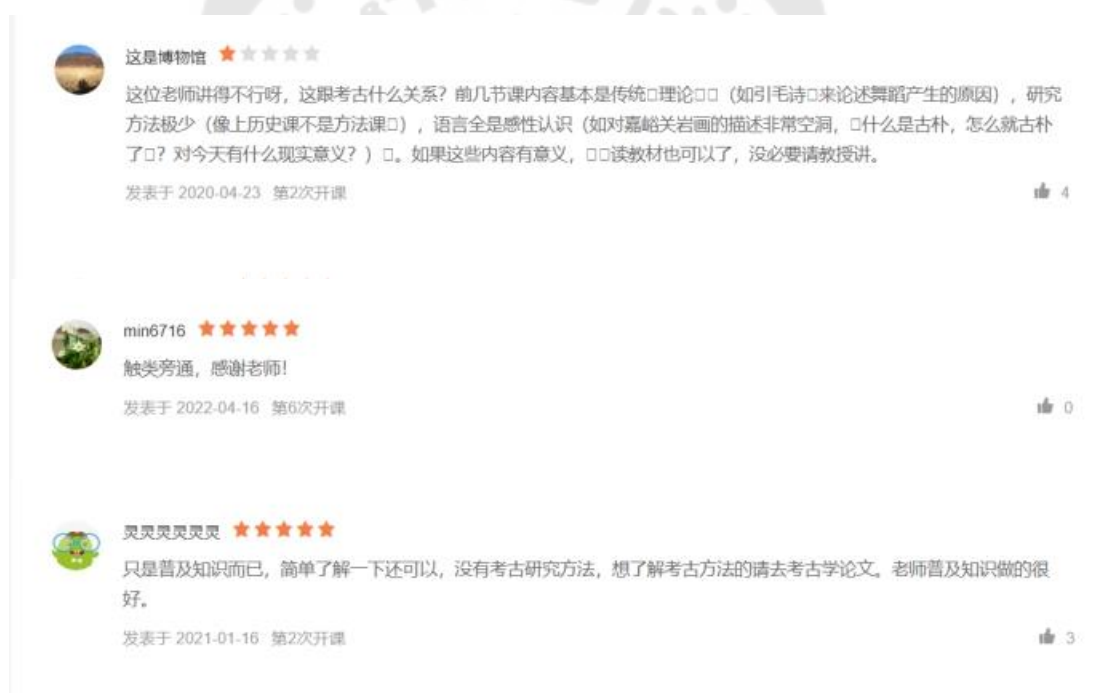 这是博物馆
这位老师讲得不行呀，这跟考古什么关系？前几节课内容基本是传统□理论□□（如引毛诗□来论述舞蹈产生的原因），研究
方法极少（像上历史课不是方法课□），语言全是感性认识（如对嘉峪关岩画的描述非常空洞，□什么是古朴，怎么就古朴
了□？对今天有什么现实意义？）□。如果这些内容有意义，□□读教材也可以了，没必要请教授讲。
发表于 2020-04-23 第2次开课 4
min6716
触类旁通，感谢老师！
发表于 2022-04-16 第6次开课 0
灵灵灵灵灵灵
只是普及知识而已，简单了解一下还可以，没有考古研究方法，想了解考古方法的请去考古学论文。老师普及知识做的很
好。
发表于 2021-01-16 第2次开课 3